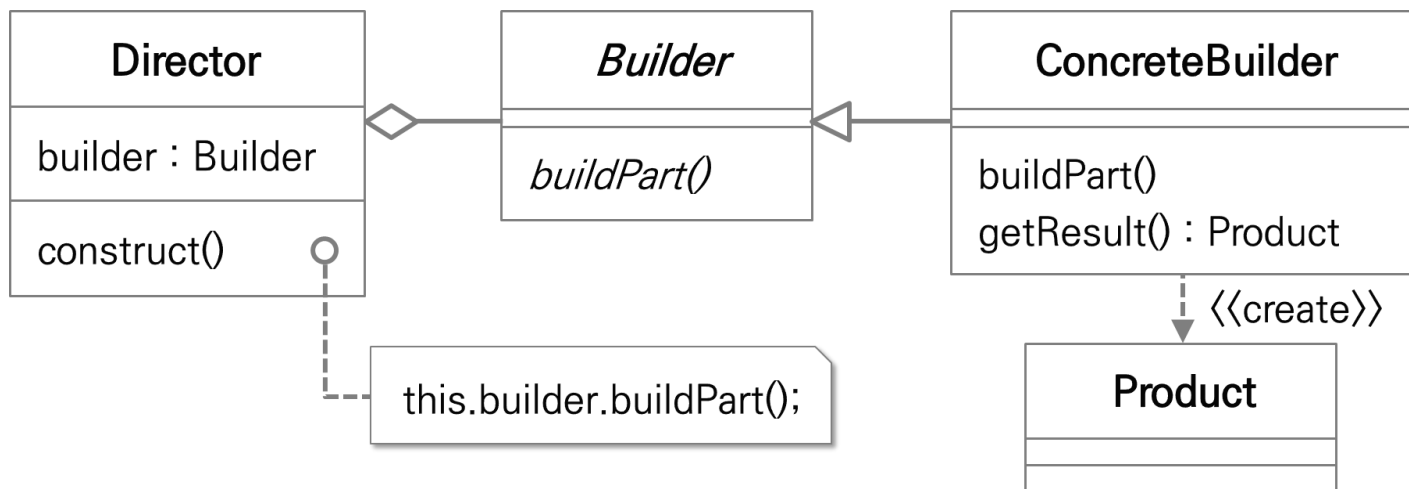 Director
builder : Builder
construct()
this.builder.buildPart();
Builder
buildPart()
ConcreteBuilder
buildPart()
getResult() : Product
<<create>>
Product